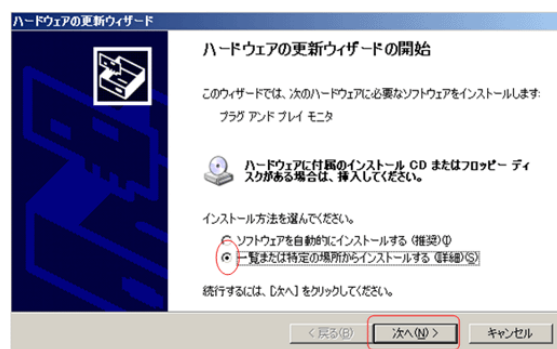 ハードウェアの更新ウィザード
ハードウェアの更新ウィザードの開始
このウィザードでは、次のハードウェアに必要なソフトウェアをインストールします:
プラグ アンド プレイ モニタ
ハードウェアに付属のインストール CD またはフロッピー ディ
スクがある場合は、挿入してください。
インストール方法を選んでください。
ソフトウェアを自動的にインストールする (推奨)(I)
一覧または特定の場所からインストールする (詳細)(S)
続行するには、[次へ] をクリックしてください。
< 戻る(B) 次へ(N) > キャンセル